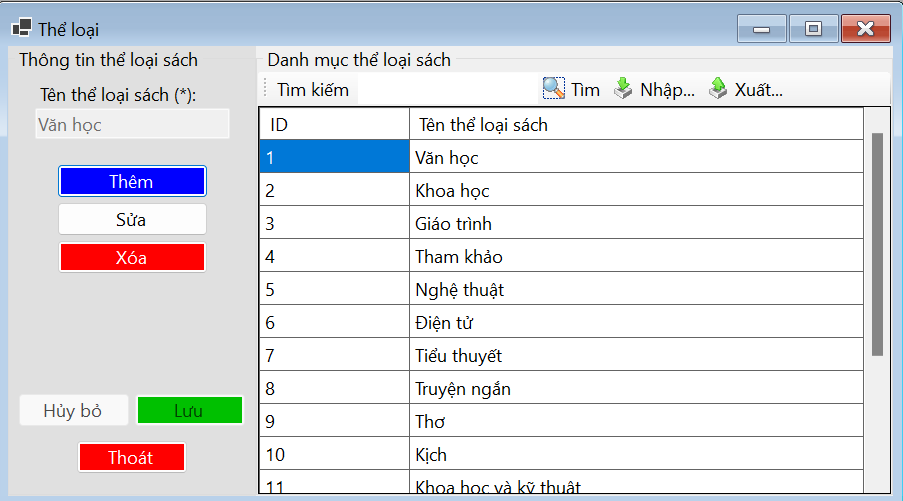 Thể loại
Thông tin thể loại sách
Tên thể loại sách (*):
Văn học
Thêm
Sửa
Xóa
Hủy bỏ Lưu
Thoát
Danh mục thể loại sách
Tìm kiếm Tìm Nhập... Xuất...
ID Tên thể loại sách
1 Văn học
2 Khoa học
3 Giáo trình
4 Tham khảo
5 Nghệ thuật
6 Điện tử
7 Tiểu thuyết
8 Truyện ngắn
9 Thơ
10 Kịch
11 Khoa học và kỹ thuật